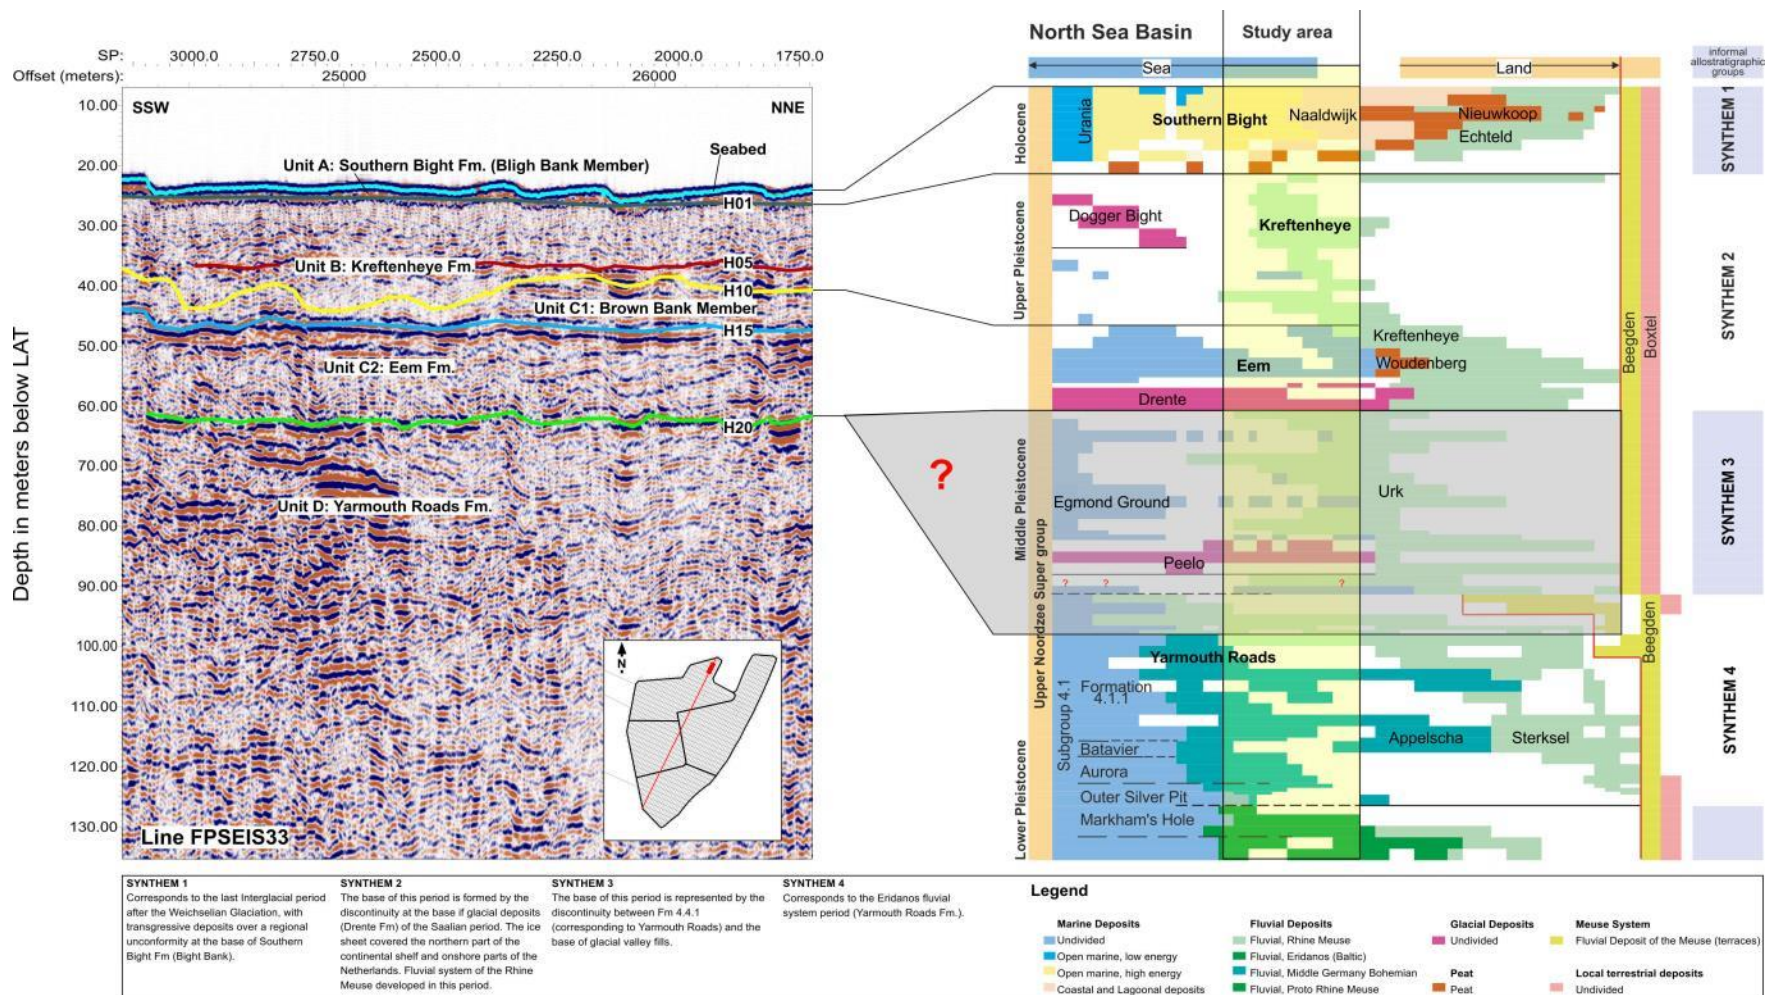 North Sea Basin
Study area
SP: 3000.0 2750.0 2500.0 2250.0 2000.0 1750.0
Offset (meters): 25000 26000
Sea
Land
informal
allostratigraphic
groups
10.00
20.00
30.00
40.00
50.00
60.00
70.00
80.00
90.00
100.00
110.00
120.00
130.00
Depth in meters below LAT
SSW
NNE
Seabed
Unit A: Southern Bight Fm. (Bligh Bank Member)
H01
H05
Unit B: Kreftenheye Fm.
H10
Unit C1: Brown Bank Member
H15
Unit C2: Eem Fm.
H20
Unit D: Yarmouth Roads Fm.
N
Line FPSEIS33
?
Holocene
Upper Pleistocene
Middle Pleistocene
Lower Pleistocene
Upper Noordzee Super group
Urania
Southern Bight
Naaldwijk
Nieuwkoop
Echteld
Dogger Bight
Kreftenheye
Kreftenheye
Eem
Woudenberg
Drente
Egmond Ground
Urk
Peelo
? ? ?
Yarmouth Roads
Subgroup 4.1
Formation
4.1.1
Batavier
Aurora
Outer Silver Pit
Markham's Hole
Appelscha
Sterksel
Beegden
Boxtel
Beegden
SYNTHEM 1
SYNTHEM 2
SYNTHEM 3
SYNTHEM 4
SYNTHEM 1
Corresponds to the last Interglacial period
after the Weichselian Glaciation, with
transgressive deposits over a regional
unconformity at the base of Southern
Bight Fm (Bight Bank).
SYNTHEM 2
The base of this period is formed by the
discontinuity at the base if glacial deposits
(Drente Fm) of the Saalian period. The ice
sheet covered the northern part of the
continental shelf and onshore parts of the
Netherlands. Fluvial system of the Rhine
Meuse developed in this period.
SYNTHEM 3
The base of this period is represented by the
discontinuity between Fm 4.4.1
(corresponding to Yarmouth Roads) and the
base of glacial valley fills.
SYNTHEM 4
Corresponds to the Eridanos fluvial
system period (Yarmouth Roads Fm.).
Legend
Marine Deposits
Undivided
Open marine, low energy
Open marine, high energy
Coastal and Lagoonal deposits
Fluvial Deposits
Fluvial, Rhine Meuse
Fluvial, Eridanos (Baltic)
Fluvial, Middle Germany Bohemian
Fluvial, Proto Rhine Meuse
Glacial Deposits
Undivided
Peat
Peat
Meuse System
Fluvial Deposit of the Meuse (terraces)
Local terrestrial deposits
Undivided